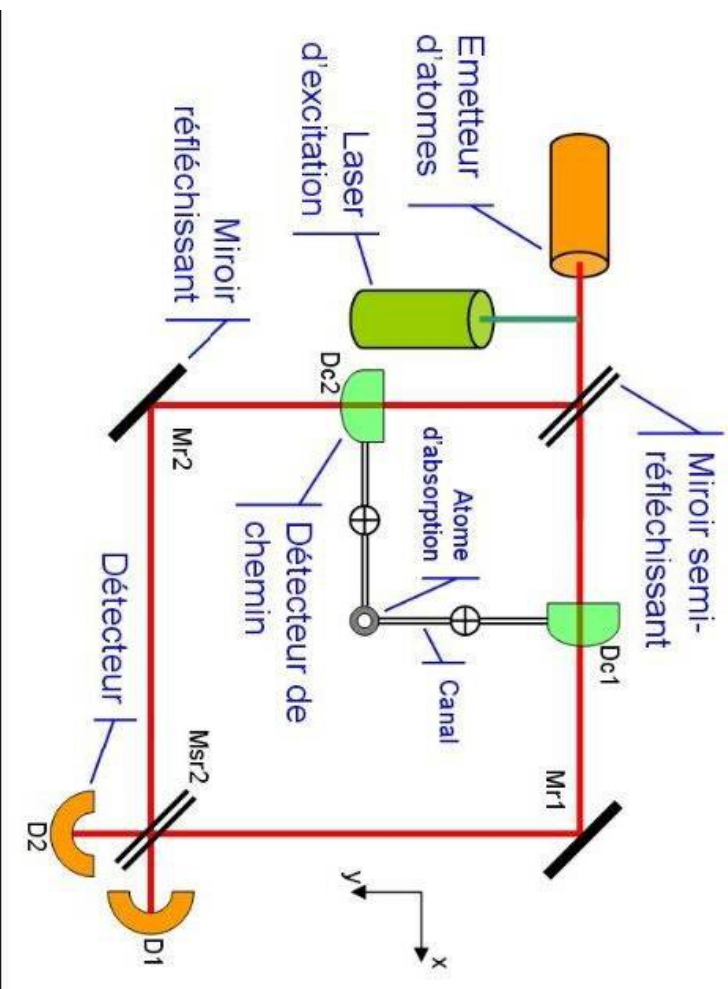 Emetteur
d'atomes
Laser
d'excitation
Miroir
réfléchissant
Miroir semi-
réfléchissant
Dc2
Dc1
Atome
d'absorption
Canal
Détecteur de
chemin
Mr2
Mr1
Détecteur
Msr2
D2
D1
y
x